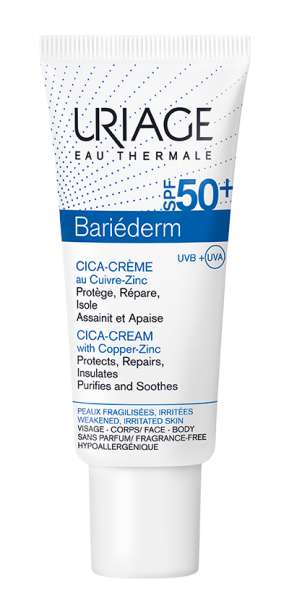 URIAGE
EAU THERMALE
SPF 50+
Bariéderm
UVB + UVA
CICA-CRÈME
au Cuivre-Zinc
Protège, Répare,
Isole
Assainit et Apaise
CICA-CREAM
with Copper-Zinc
Protects, Repairs,
Insulates
Purifies and Soothes
PEAUX FRAGILISÉES, IRRITÉES
WEAKENED, IRRITATED SKIN
VISAGE - CORPS/ FACE - BODY
SANS PARFUM/ FRAGRANCE-FREE
HYPOALLERGÉNIQUE